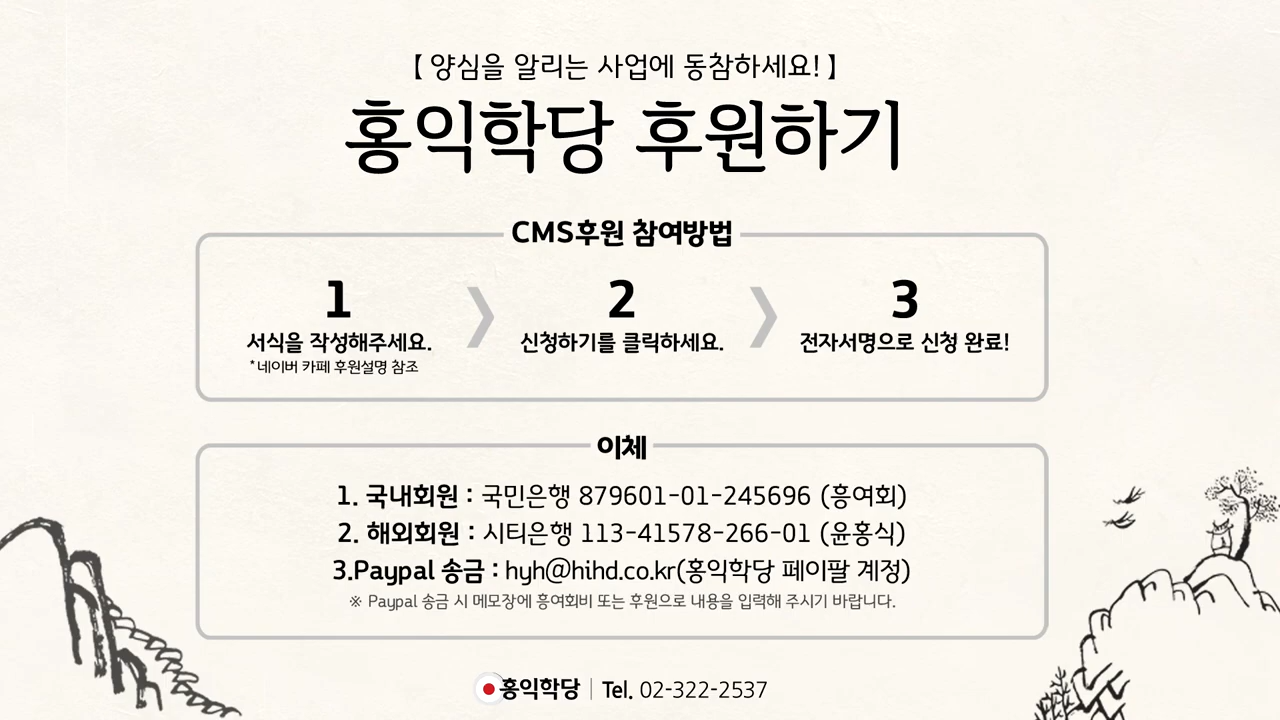 【 양심을 알리는 사업에 동참하세요! 】
홍익학당 후원하기
CMS후원 참여방법
1
서식을 작성해주세요.
*네이버 카페 후원설명 참조
2
신청하기를 클릭하세요.
3
전자서명으로 신청 완료!
이체
1. 국내회원 : 국민은행 879601-01-245696 (흥여회)
2. 해외회원 : 시티은행 113-41578-266-01 (윤홍식)
3.Paypal 송금 : hyh@hihd.co.kr(홍익학당 페이팔 계정)
※ Paypal 송금 시 메모장에 흥여회비 또는 후원으로 내용을 입력해 주시기 바랍니다.
홍익학당 | Tel. 02-322-2537